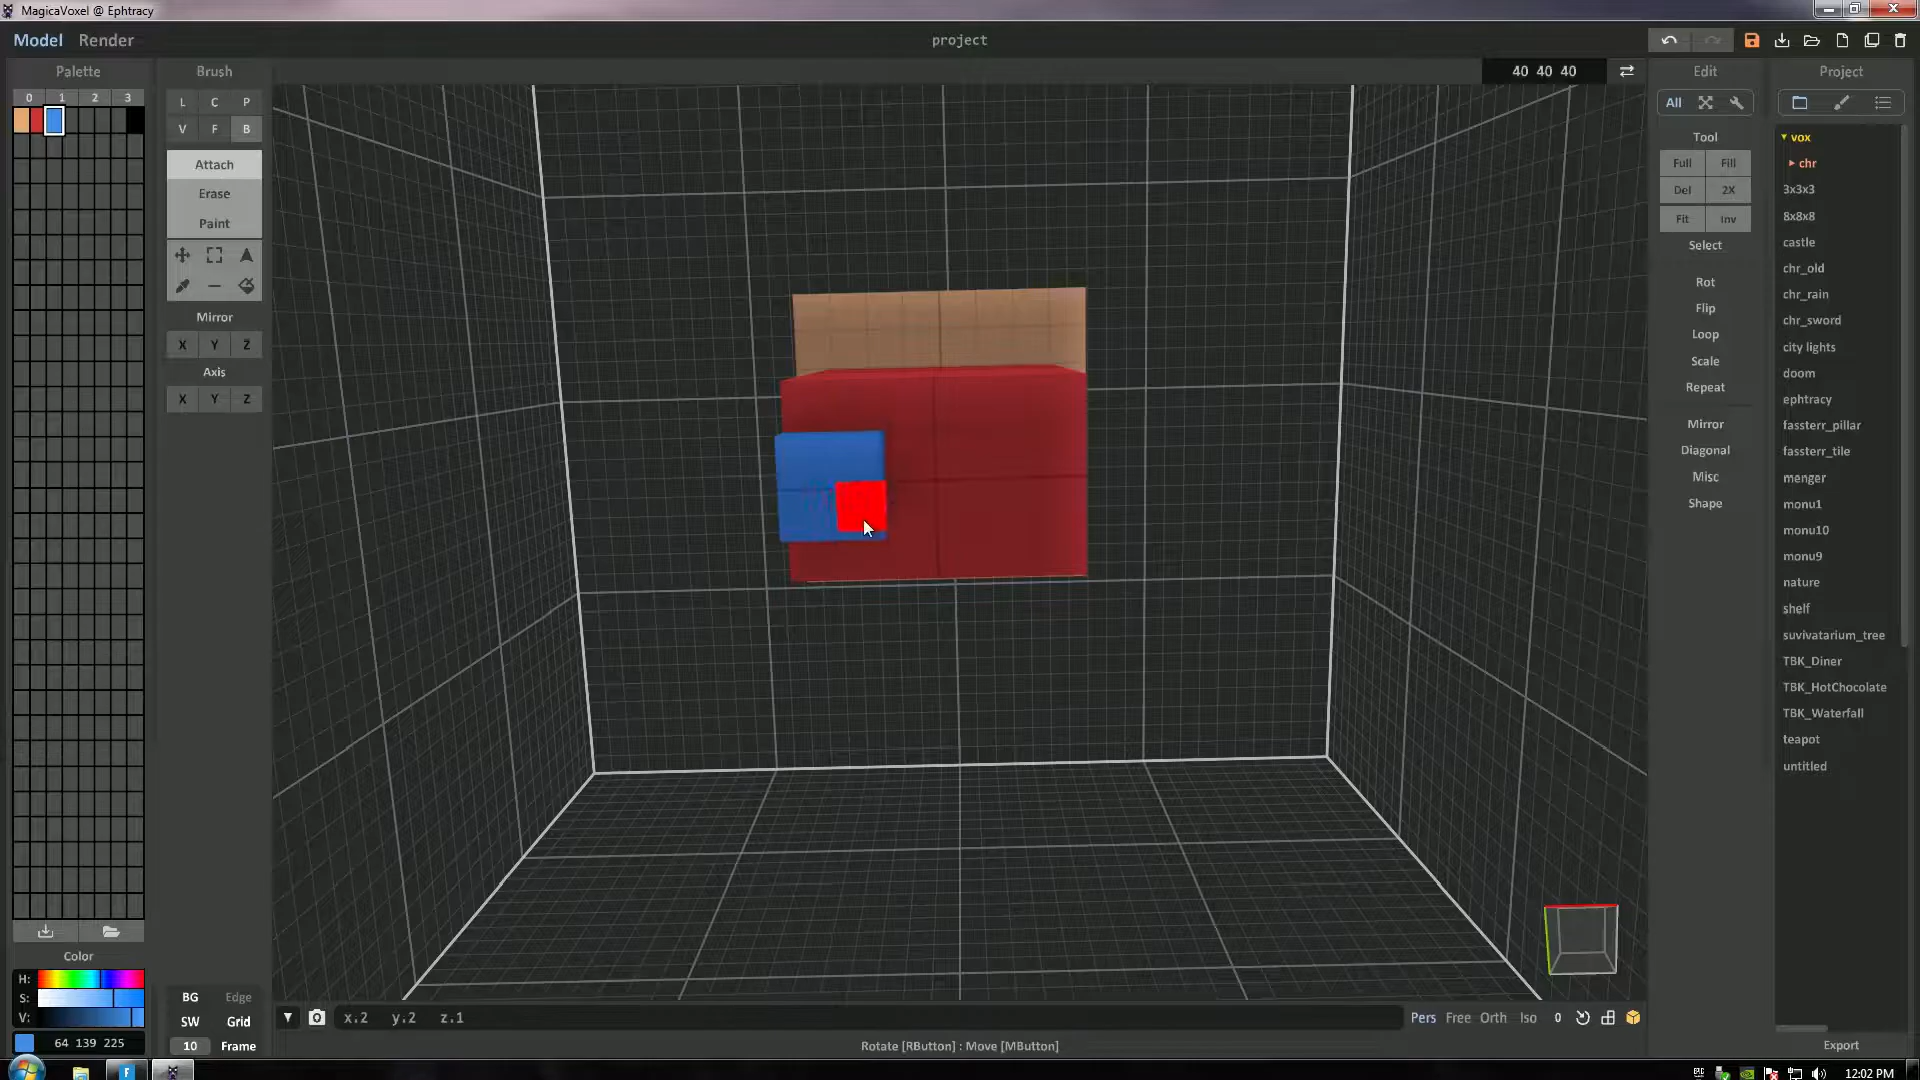 MagicaVoxel @ Ephtracy
Model Render
project
Palette
Brush
40 40 40
Edit
Project
0 1 2 3
L C P
V F B
Attach
Erase
Paint
Mirror
X Y Z
Axis
X Y Z
All
Tool
Full Fill
Del 2X
Fit Inv
Select
Rot
Flip
Loop
Scale
Repeat
Mirror
Diagonal
Misc
Shape
vox
chr
3x3x3
8x8x8
castle
chr_old
chr_rain
chr_sword
city lights
doom
ephtracy
fassterr_pillar
fassterr_tile
menger
monu1
monu10
monu9
nature
shelf
suvivatarium_tree
TBK_Diner
TBK_HotChocolate
TBK_Waterfall
teapot
untitled
Export
Color
H:
S:
V:
64 139 225
BG Edge
SW Grid
10 Frame
x.2 y.2 z.1
Pers Free Orth Iso 0
Rotate [RButton] : Move [MButton]
12:02 PM